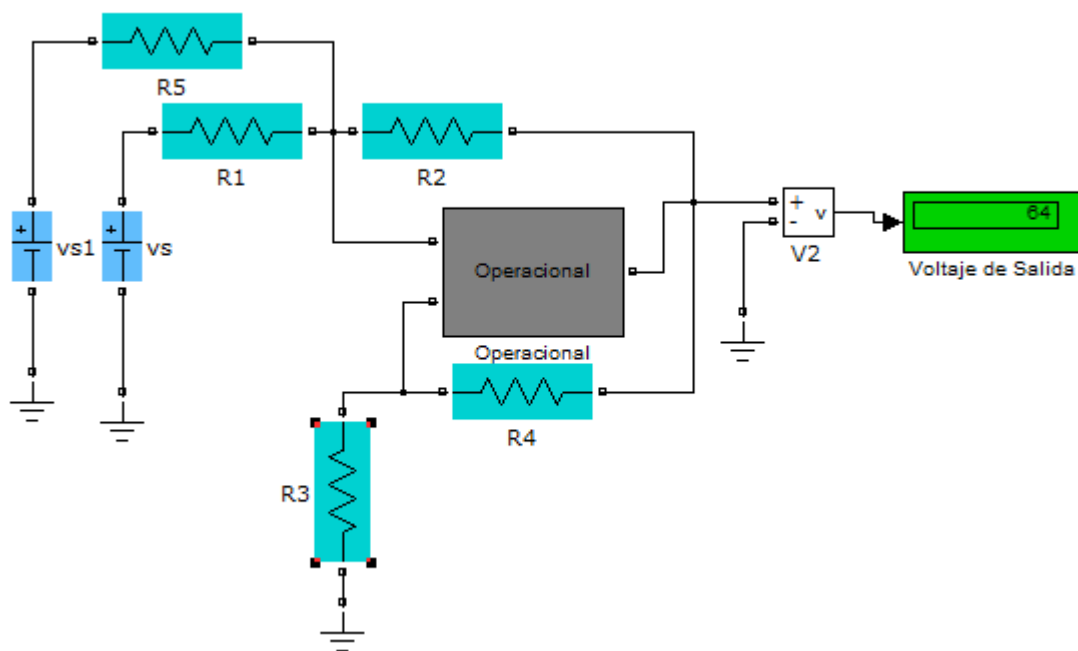 R5
R1
R2
+
vs1
+
vs
Operacional
Operacional
+
-
v
V2
64
Voltaje de Salida
R4
R3